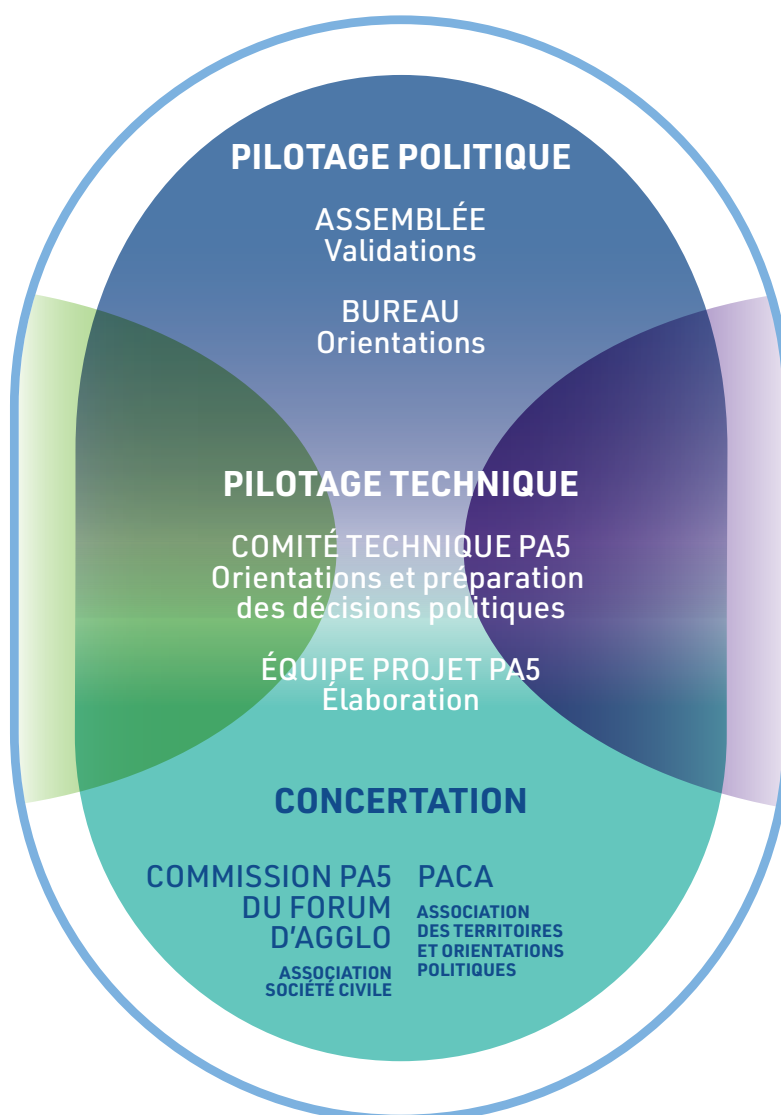 PILOTAGE POLITIQUE
ASSEMBLÉE
Validations
BUREAU
Orientations
PILOTAGE TECHNIQUE
COMITÉ TECHNIQUE PA5
Orientations et préparation
des décisions politiques
ÉQUIPE PROJET PA5
Élaboration
CONCERTATION
COMMISSION PA5
DU FORUM
D'AGGLO
ASSOCIATION
SOCIÉTÉ CIVILE
PACA
ASSOCIATION
DES TERRITOIRES
ET ORIENTATIONS
POLITIQUES